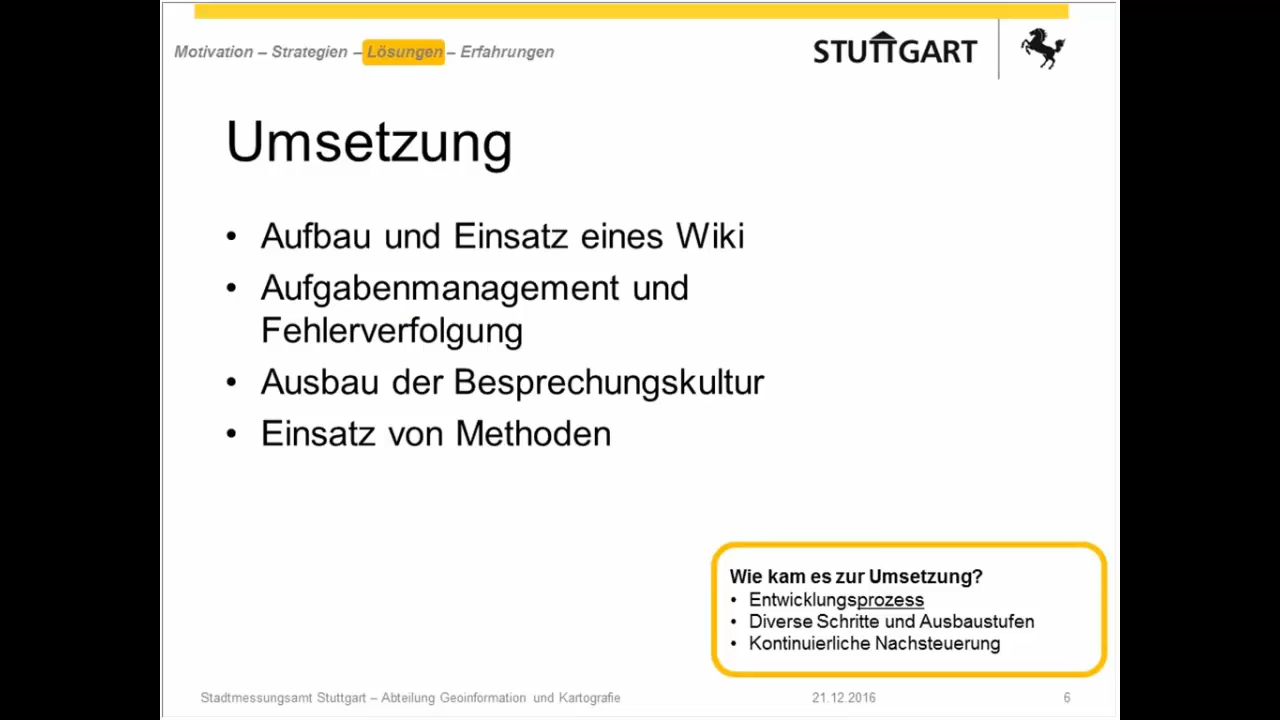 Motivation – Strategien – Lösungen – Erfahrungen
STUTTGART
Umsetzung
• Aufbau und Einsatz eines Wiki
• Aufgabenmanagement und
Fehlerverfolgung
• Ausbau der Besprechungskultur
• Einsatz von Methoden
Wie kam es zur Umsetzung?
• Entwicklungsprozess
• Diverse Schritte und Ausbaustufen
• Kontinuierliche Nachsteuerung
Stadtmessungsamt Stuttgart – Abteilung Geoinformation und Kartografie 21.12.2016 6